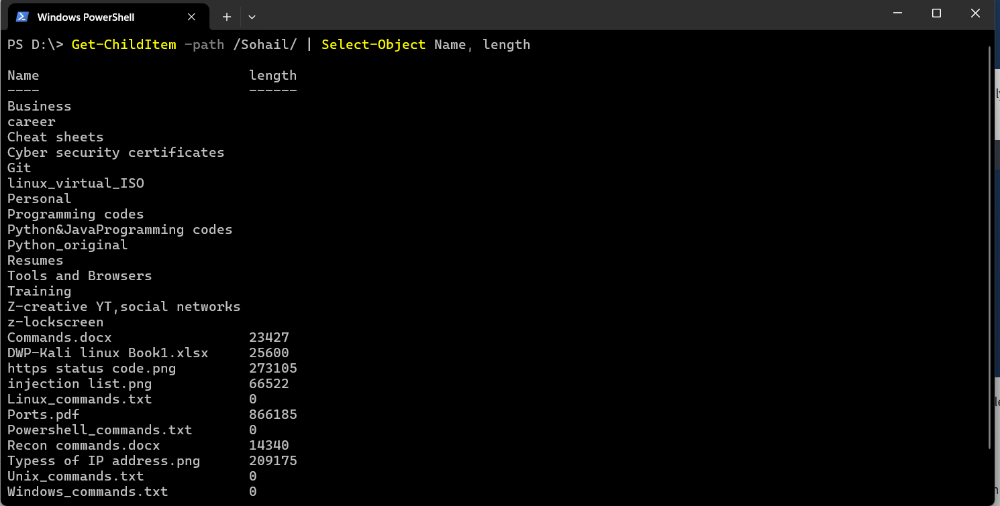 Windows PowerShell
PS D:\> Get-ChildItem -path /Sohail/ | Select-Object Name, length
Name length
---- ------
Business
career
Cheat sheets
Cyber security certificates
Git
linux_virtual_ISO
Personal
Programming codes
Python&JavaProgramming codes
Python_original
Resumes
Tools and Browsers
Training
Z-creative YT,social networks
z-lockscreen
Commands.docx 23427
DWP-Kali linux Book1.xlsx 25600
https status code.png 273105
injection list.png 66522
Linux_commands.txt 0
Ports.pdf 866185
Powershell_commands.txt 0
Recon commands.docx 14340
Typess of IP address.png 209175
Unix_commands.txt 0
Windows_commands.txt 0